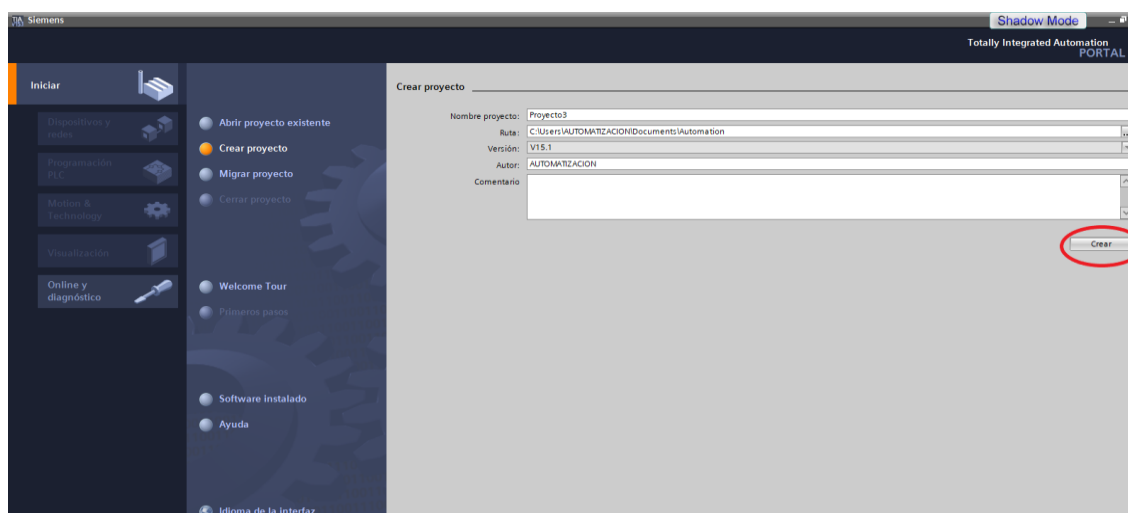 Siemens
Shadow Mode
Totally Integrated Automation
PORTAL
Iniciar
Dispositivos y
redes
Programación
PLC
Motion &
Technology
Visualización
Online y
diagnóstico
Abrir proyecto existente
Crear proyecto
Migrar proyecto
Cerrar proyecto
Welcome Tour
Primeros pasos
Software instalado
Ayuda
Idioma de la interfaz
Crear proyecto
Nombre proyecto: Proyecto3
Ruta: C:\Users\AUTOMATIZACION\Documents\Automation
...
Versión: V15.1
Autor: AUTOMATIZACION
Comentario
Crear